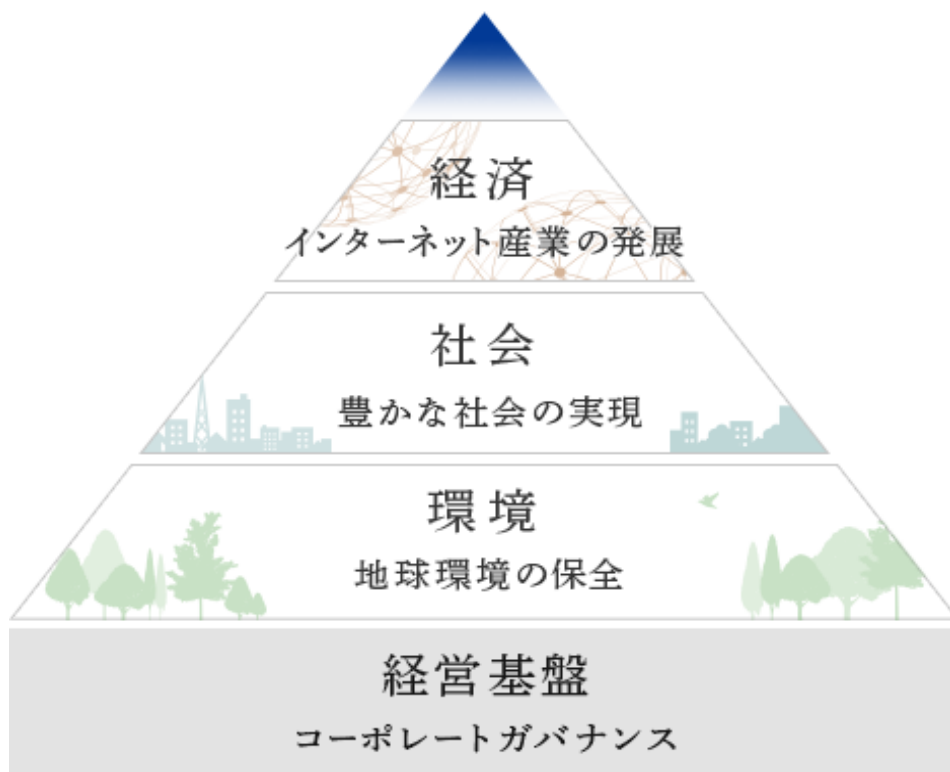 経済
インターネット産業の発展
社会
豊かな社会の実現
環境
地球環境の保全
経営基盤
コーポレートガバナンス